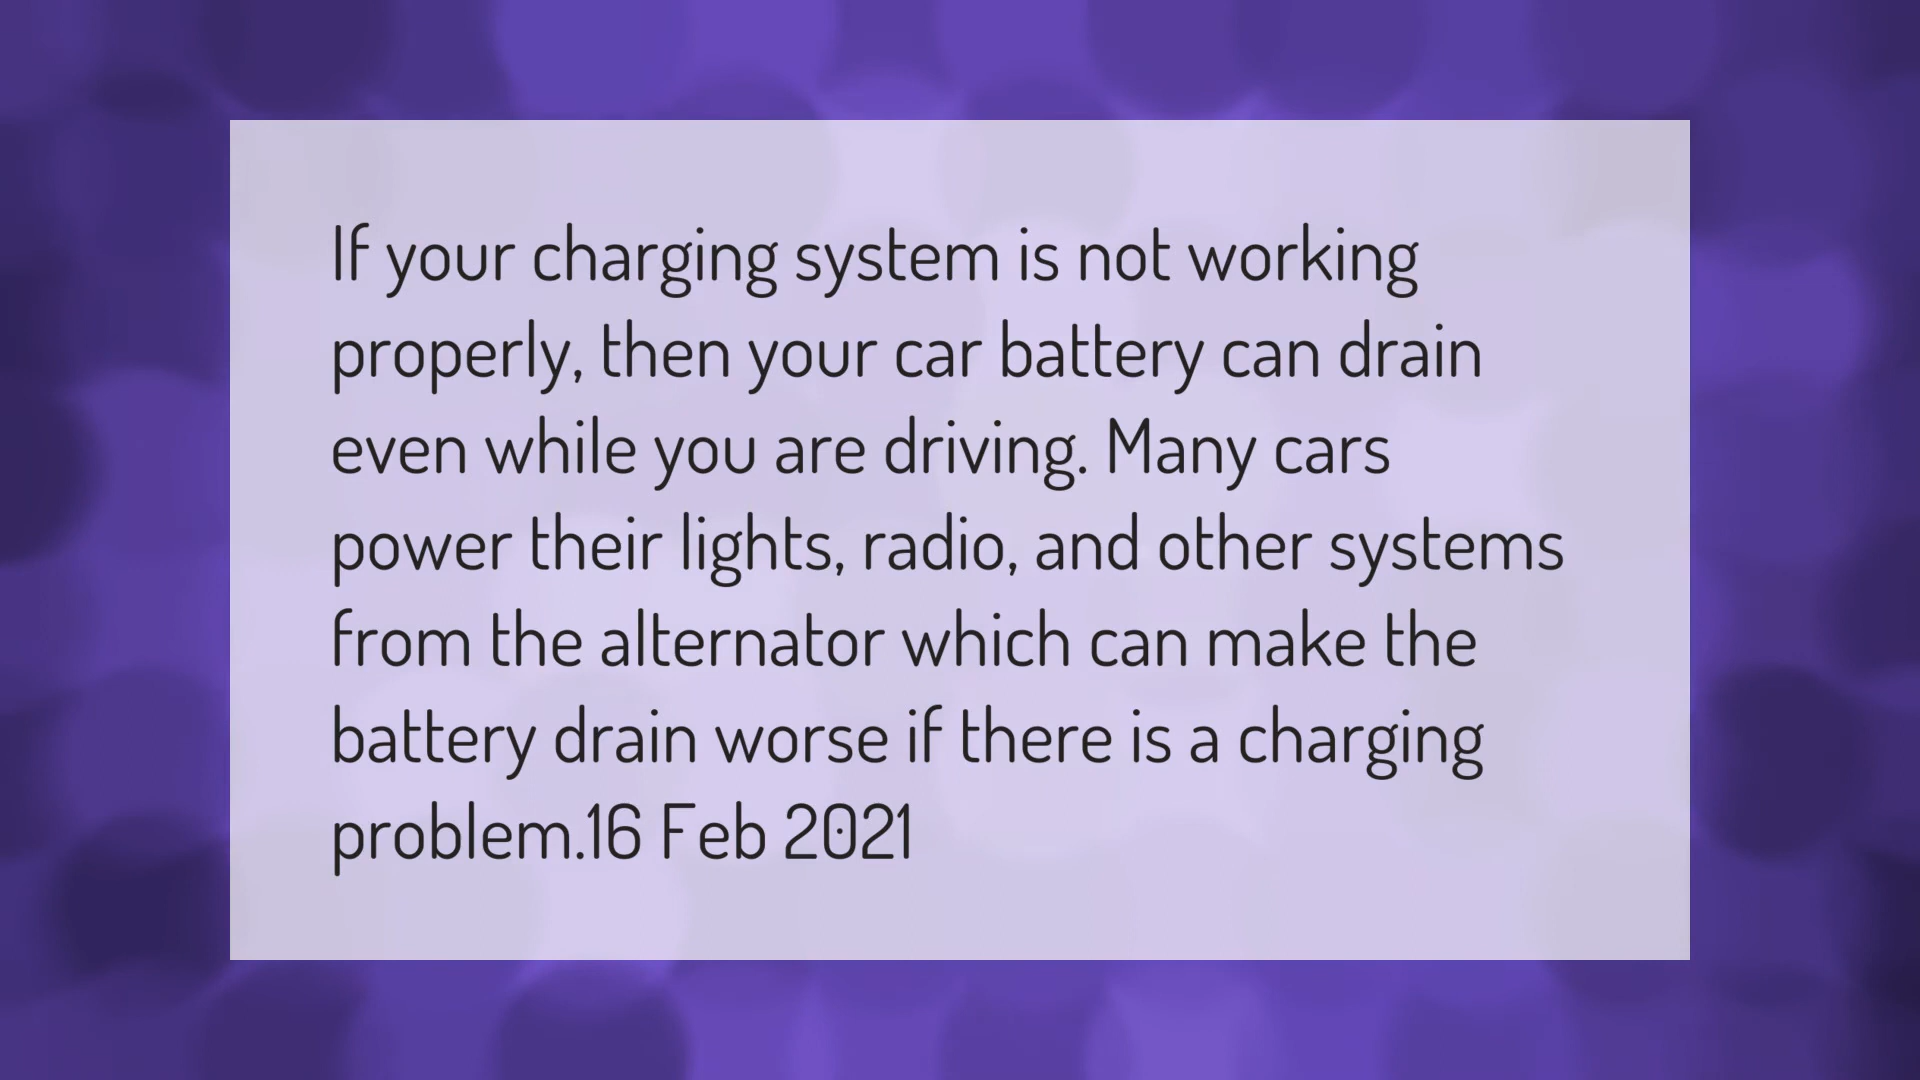 If your charging system is not working
properly, then your car battery can drain
even while you are driving. Many cars
power their lights, radio, and other systems
from the alternator which can make the
battery drain worse if there is a charging
problem.16 Feb 2021